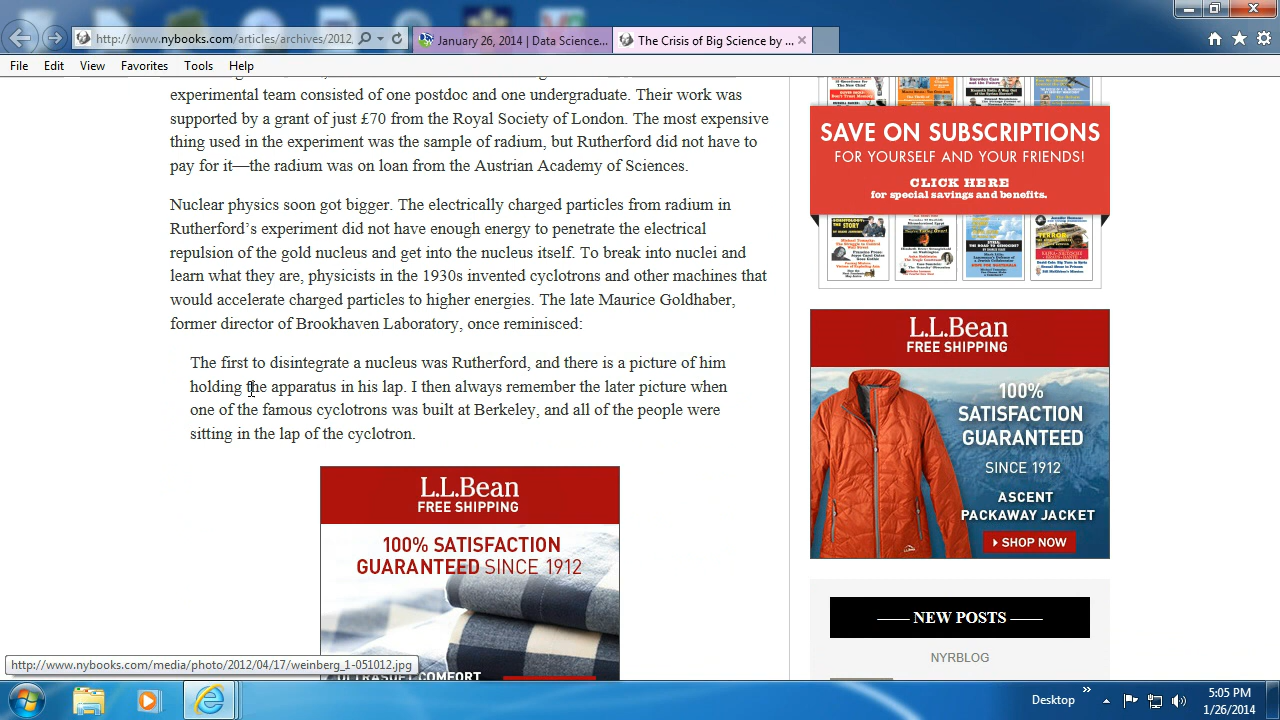 http://www.nybooks.com/articles/archives/2012
January 26, 2014 | Data Science...
The Crisis of Big Science by ...
File Edit View Favorites Tools Help
experimental team consisted of one postdoc and one undergraduate. Their work was
supported by a grant of just £70 from the Royal Society of London. The most expensive
thing used in the experiment was the sample of radium, but Rutherford did not have to
pay for it—the radium was on loan from the Austrian Academy of Sciences.
Nuclear physics soon got bigger. The electrically charged particles from radium in
Rutherford's experiment did not have enough energy to penetrate the electrical
repulsion of the gold nucleus and get into the nucleus itself. To break into nuclei and
learn what they are, physicists in the 1930s invented cyclotrons and other machines that
would accelerate charged particles to higher energies. The late Maurice Goldhaber,
former director of Brookhaven Laboratory, once reminisced:
The first to disintegrate a nucleus was Rutherford, and there is a picture of him
holding the apparatus in his lap. I then always remember the later picture when
one of the famous cyclotrons was built at Berkeley, and all of the people were
sitting in the lap of the cyclotron.
L.L.Bean
FREE SHIPPING
100% SATISFACTION
GUARANTEED SINCE 1912
ULTRASOFT COMFORT
SAVE ON SUBSCRIPTIONS
FOR YOURSELF AND YOUR FRIENDS!
CLICK HERE
for special savings and benefits.
L.L.Bean
FREE SHIPPING
100%
SATISFACTION
GUARANTEED
SINCE 1912
ASCENT
PACKAWAY JACKET
SHOP NOW
NEW POSTS
NYRBLOG
http://www.nybooks.com/media/photo/2012/04/17/weinberg_1-051012.jpg
Desktop
5:05 PM
1/26/2014